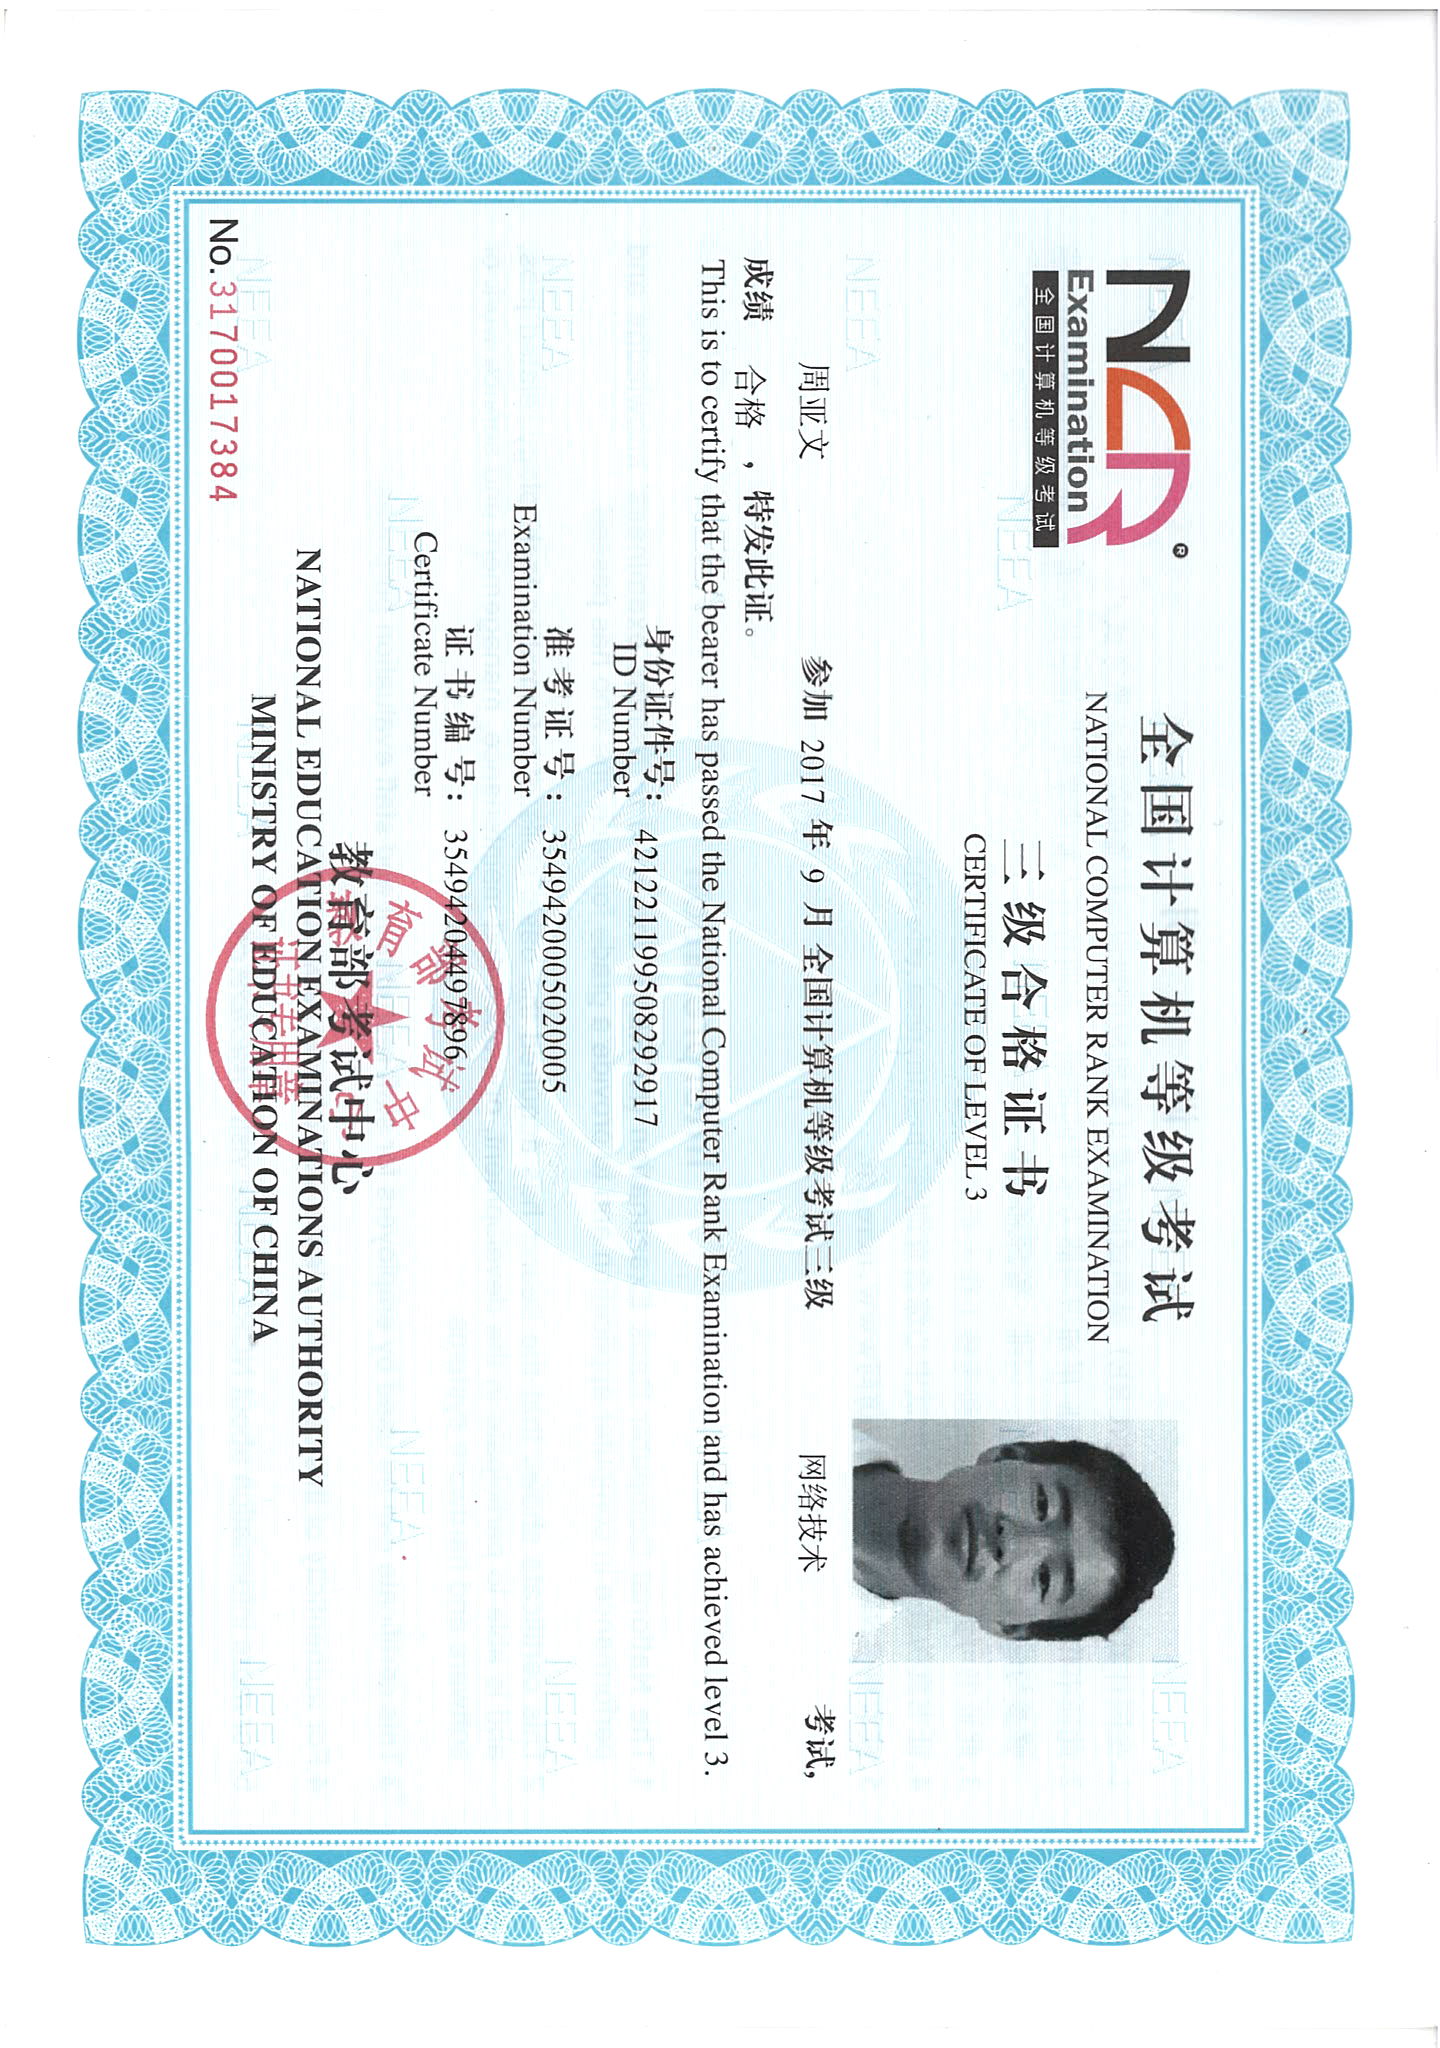 NCR®
Examination
全国计算机等级考试
全国计算机等级考试
NATIONAL COMPUTER RANK EXAMINATION
三级合格证书
CERTIFICATE OF LEVEL 3
周亚文 参加 2017 年 9 月 全国计算机等级考试三级 网络技术 考试,
成绩 合格 ，特发此证。
This is to certify that the bearer has passed the National Computer Rank Examination and has achieved level 3.
身份证件号： 421221199508292917
ID Number
准考证号： 3549420005020005
Examination Number
证书编号： 35494204497896
Certificate Number
教育部考试中心
NATIONAL EDUCATION EXAMINATIONS AUTHORITY
MINISTRY OF EDUCATION OF CHINA
教育部考试中心
证书专用章
No.3170017384
NEEA